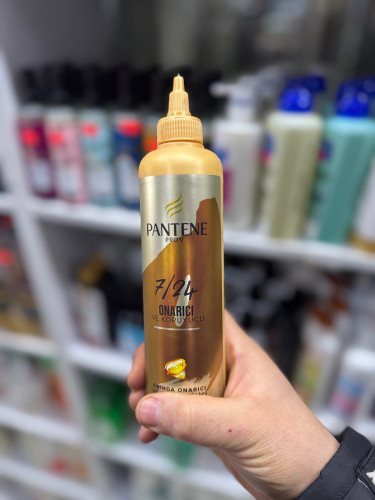 PANTENE
PRO-V
7/24
ONARICI
VE KORUYUCU
ANINDA ONARICI